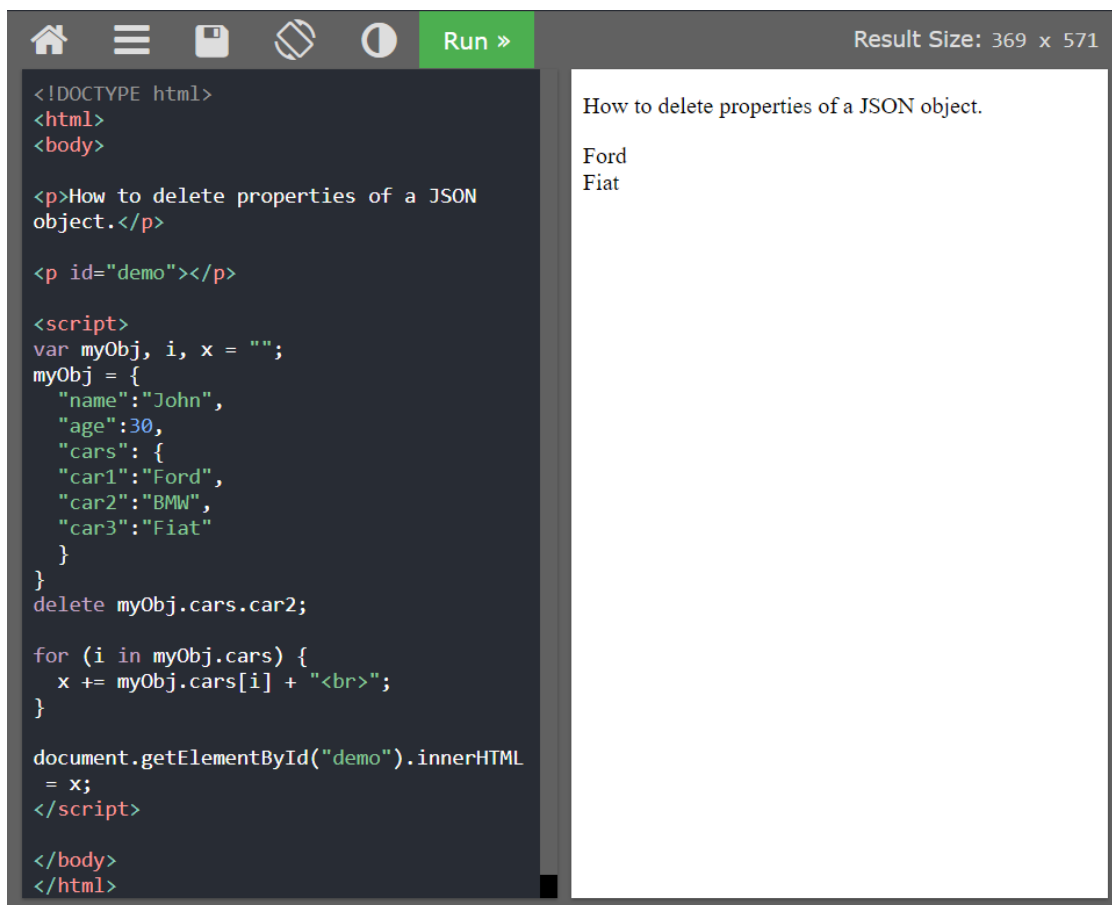 Run »
Result Size: 369 x 571
<!DOCTYPE html>
<html>
<body>
<p>How to delete properties of a JSON
object.</p>
<p id="demo"></p>
<script>
var myObj, i, x = "";
myObj = {
  "name":"John",
  "age":30,
  "cars": {
  "car1":"Ford",
  "car2":"BMW",
  "car3":"Fiat"
  }
}
delete myObj.cars.car2;
for (i in myObj.cars) {
  x += myObj.cars[i] + "<br>";
}
document.getElementById("demo").innerHTML
 = x;
</script>
</body>
</html>
How to delete properties of a JSON object.
Ford
Fiat